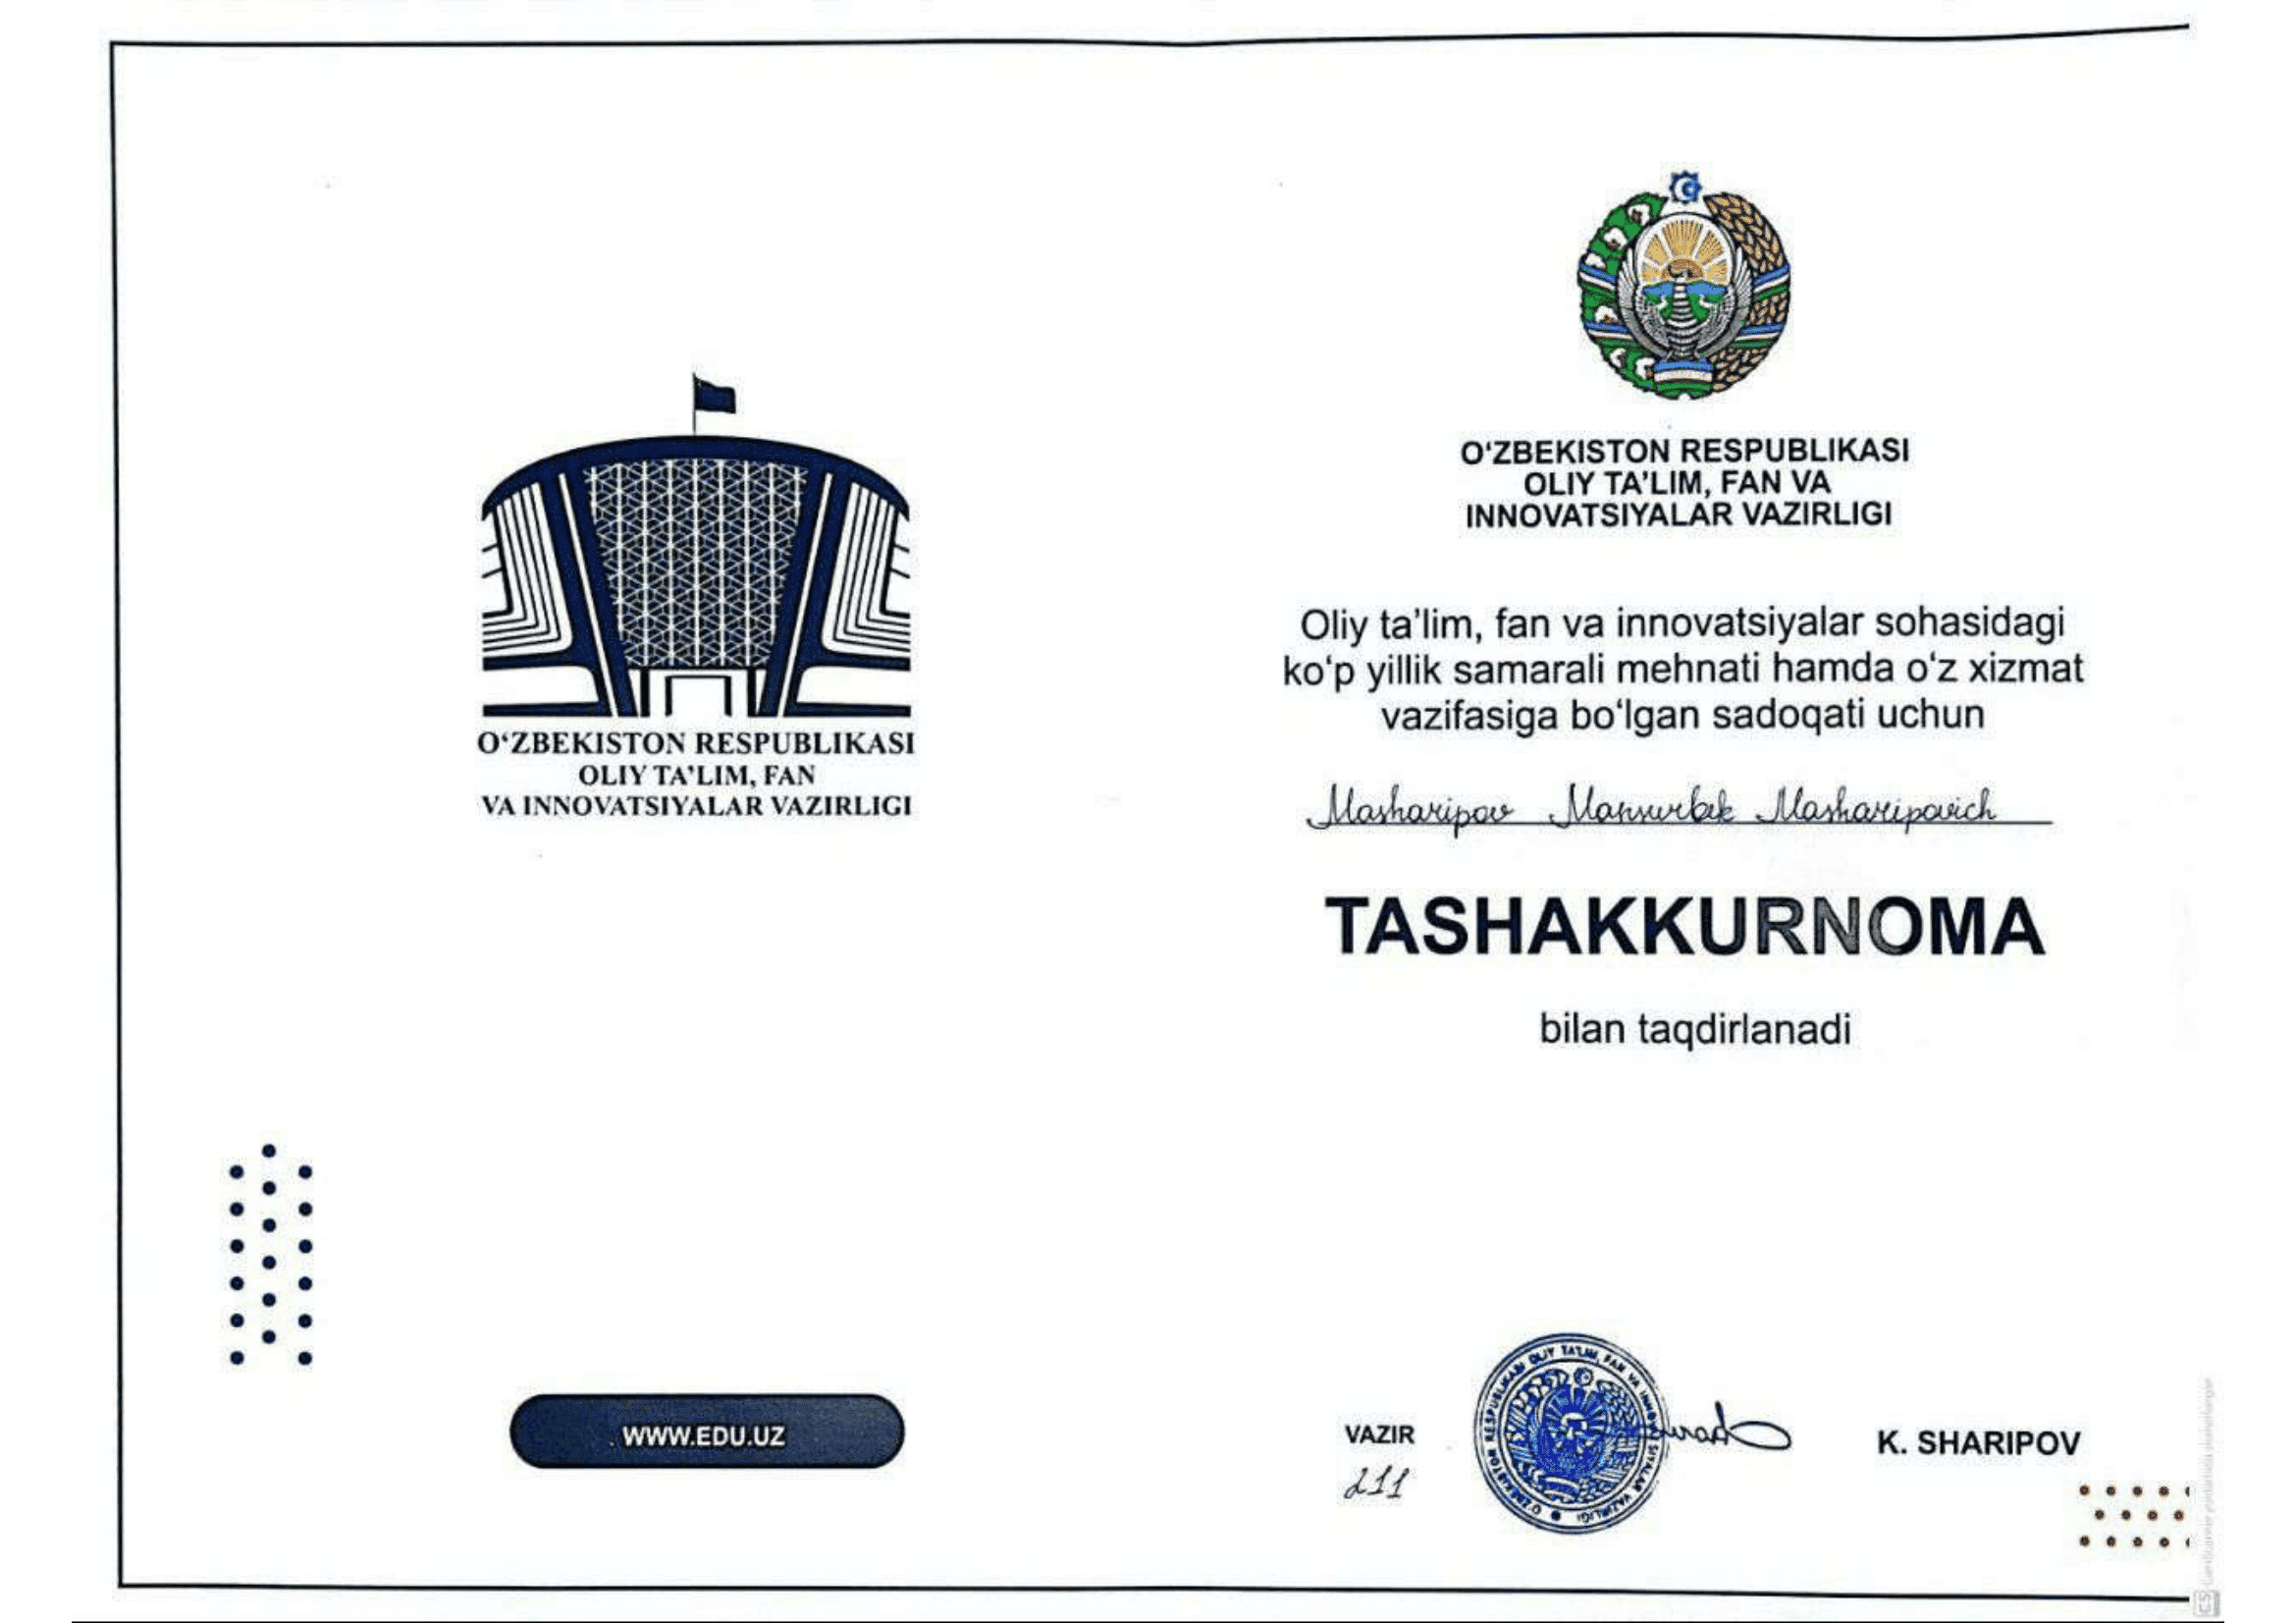 O‘ZBEKISTON RESPUBLIKASI
OLIY TA’LIM, FAN
VA INNOVATSIYALAR VAZIRLIGI
WWW.EDU.UZ
O‘ZBEKISTON RESPUBLIKASI
OLIY TA’LIM, FAN VA
INNOVATSIYALAR VAZIRLIGI
Oliy ta’lim, fan va innovatsiyalar sohasidagi
ko‘p yillik samarali mehnati hamda o‘z xizmat
vazifasiga bo‘lgan sadoqati uchun
Masharipov Mansurbek Masharipovich
TASHAKKURNOMA
bilan taqdirlanadi
VAZIR
211
O‘ZBEKISTON RESPUBLIKASI OLIY TA’LIM, FAN VA INNOVATSIYALAR VAZIRLIGI
K. SHARIPOV
CS